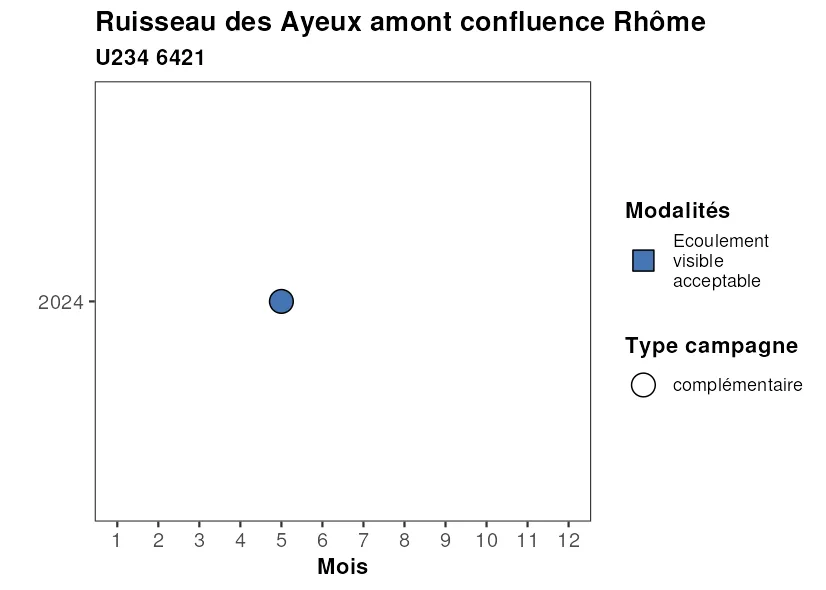 Ruisseau des Ayeux amont confluence Rhôme
U234 6421
Modalités
Ecoulement
visible
acceptable
2024
Type campagne
complémentaire
1 2 3 4 5 6 7 8 9 10 11 12
Mois